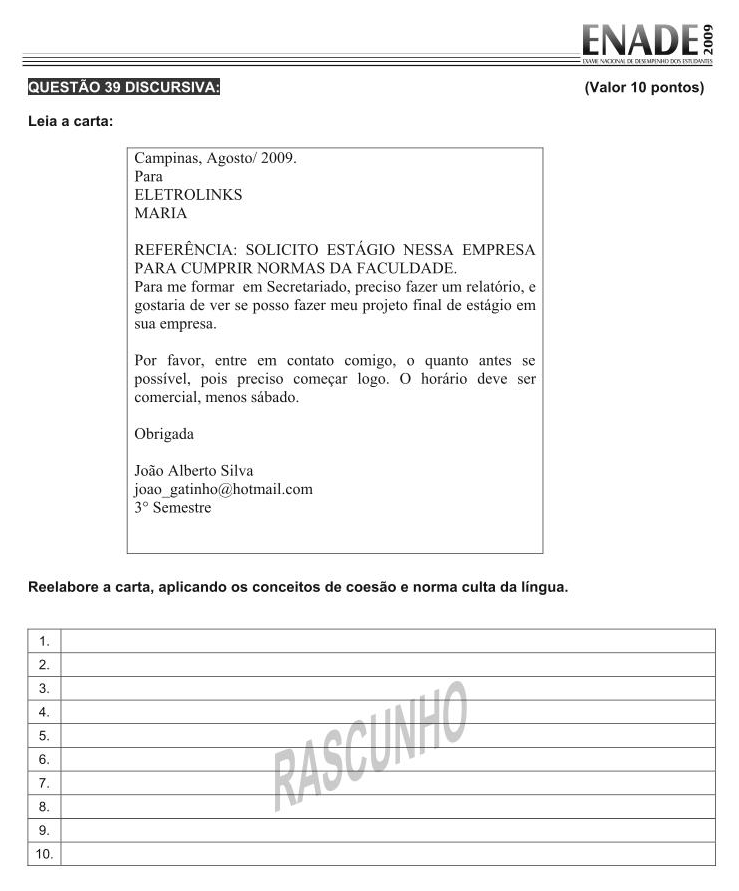 ENADE 2009
EXAME NACIONAL DE DESEMPENHO DOS ESTUDANTES
QUESTÃO 39 DISCURSIVA:
(Valor 10 pontos)
Leia a carta:
Campinas, Agosto/ 2009.
Para
ELETROLINKS
MARIA
REFERÊNCIA: SOLICITO ESTÁGIO NESSA EMPRESA
PARA CUMPRIR NORMAS DA FACULDADE.
Para me formar em Secretariado, preciso fazer um relatório, e
gostaria de ver se posso fazer meu projeto final de estágio em
sua empresa.
Por favor, entre em contato comigo, o quanto antes se
possível, pois preciso começar logo. O horário deve ser
comercial, menos sábado.
Obrigada
João Alberto Silva
joao_gatinho@hotmail.com
3° Semestre
Reelabore a carta, aplicando os conceitos de coesão e norma culta da língua.
1.
2.
3.
4.
5.
6.
7.
8.
9.
10.
RASCUNHO